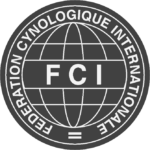 FEDERATION CYNOLOGIQUE INTERNATIONALE
FCI